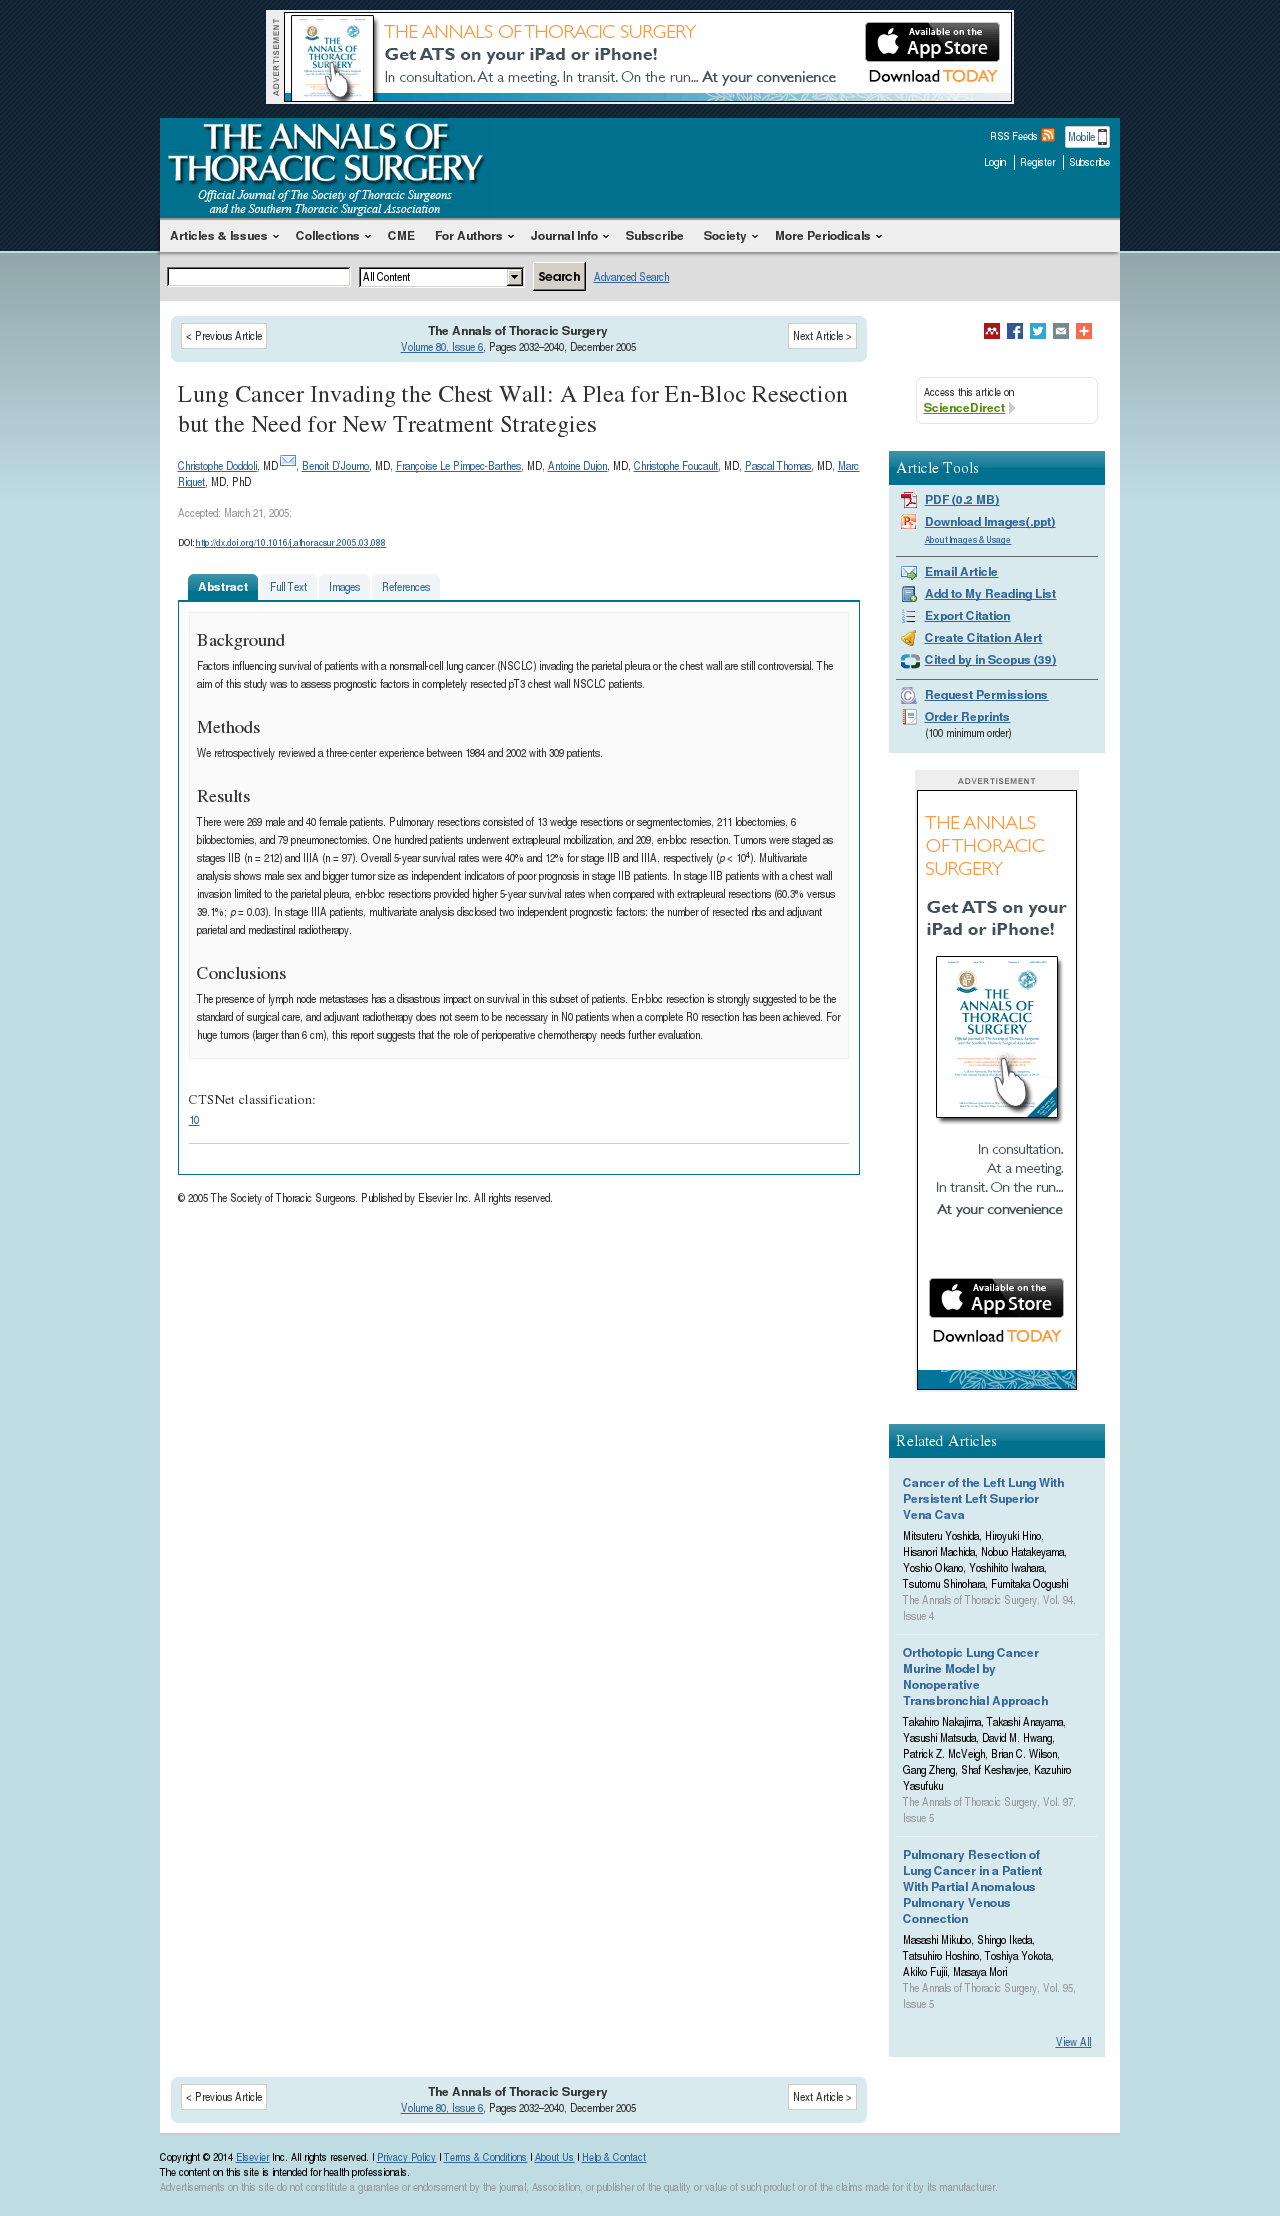 ADVERTISEMENT
THE ANNALS OF THORACIC SURGERY
THE ANNALS OF THORACIC SURGERY
Get ATS on your iPad or iPhone!
In consultation. At a meeting. In transit. On the run... At your convenience
Available on the
App Store
Download TODAY
THE ANNALS OF
THORACIC SURGERY
Official Journal of The Society of Thoracic Surgeons
and the Southern Thoracic Surgical Association
RSS Feeds Mobile
Login Register Subscribe
Articles & Issues Collections CME For Authors Journal Info Subscribe Society More Periodicals
All Content Search Advanced Search
< Previous Article
The Annals of Thoracic Surgery
Volume 80, Issue 6, Pages 2032–2040, December 2005
Next Article >
Lung Cancer Invading the Chest Wall: A Plea for En-Bloc Resection
but the Need for New Treatment Strategies
Christophe Doddoli, MD, Benoit D'Journo, MD, Françoise Le Pimpec-Barthes, MD, Antoine Dujon, MD, Christophe Foucault, MD, Pascal Thomas, MD, Marc
Riquet, MD, PhD
Accepted: March 21, 2005;
DOI: http://dx.doi.org/10.1016/j.athoracsur.2005.03.088
Abstract Full Text Images References
Background
Factors influencing survival of patients with a nonsmall-cell lung cancer (NSCLC) invading the parietal pleura or the chest wall are still controversial. The
aim of this study was to assess prognostic factors in completely resected pT3 chest wall NSCLC patients.
Methods
We retrospectively reviewed a three-center experience between 1984 and 2002 with 309 patients.
Results
There were 269 male and 40 female patients. Pulmonary resections consisted of 13 wedge resections or segmentectomies, 211 lobectomies, 6
bilobectomies, and 79 pneumonectomies. One hundred patients underwent extrapleural mobilization, and 209, en-bloc resection. Tumors were staged as
stages IIB (n = 212) and IIIA (n = 97). Overall 5-year survival rates were 40% and 12% for stage IIB and IIIA, respectively (p < 10⁴). Multivariate
analysis shows male sex and bigger tumor size as independent indicators of poor prognosis in stage IIB patients. In stage IIB patients with a chest wall
invasion limited to the parietal pleura, en-bloc resections provided higher 5-year survival rates when compared with extrapleural resections (60.3% versus
39.1%; p = 0.03). In stage IIIA patients, multivariate analysis disclosed two independent prognostic factors: the number of resected ribs and adjuvant
parietal and mediastinal radiotherapy.
Conclusions
The presence of lymph node metastases has a disastrous impact on survival in this subset of patients. En-bloc resection is strongly suggested to be the
standard of surgical care, and adjuvant radiotherapy does not seem to be necessary in N0 patients when a complete R0 resection has been achieved. For
huge tumors (larger than 6 cm), this report suggests that the role of perioperative chemotherapy needs further evaluation.
CTSNet classification:
10
© 2005 The Society of Thoracic Surgeons. Published by Elsevier Inc. All rights reserved.
Access this article on
ScienceDirect
Article Tools
PDF (0.2 MB)
Download Images(.ppt)
About Images & Usage
Email Article
Add to My Reading List
Export Citation
Create Citation Alert
Cited by in Scopus (39)
Request Permissions
Order Reprints
(100 minimum order)
ADVERTISEMENT
THE ANNALS
OF THORACIC
SURGERY
Get ATS on your
iPad or iPhone!
THE
ANNALS OF
THORACIC
SURGERY
Official Journal of The Society of Thoracic Surgeons
and the Southern Thoracic Surgical Association
In consultation.
At a meeting.
In transit. On the run...
At your convenience
Available on the
App Store
Download TODAY
Related Articles
Cancer of the Left Lung With
Persistent Left Superior
Vena Cava
Mitsuteru Yoshida, Hiroyuki Hino,
Hisanori Machida, Nobuo Hatakeyama,
Yoshio Okano, Yoshihito Iwahara,
Tsutomu Shinohara, Fumitaka Oogushi
The Annals of Thoracic Surgery, Vol. 94,
Issue 4
Orthotopic Lung Cancer
Murine Model by
Nonoperative
Transbronchial Approach
Takahiro Nakajima, Takashi Anayama,
Yasushi Matsuda, David M. Hwang,
Patrick Z. McVeigh, Brian C. Wilson,
Gang Zheng, Shaf Keshavjee, Kazuhiro
Yasufuku
The Annals of Thoracic Surgery, Vol. 97,
Issue 5
Pulmonary Resection of
Lung Cancer in a Patient
With Partial Anomalous
Pulmonary Venous
Connection
Masashi Mikubo, Shingo Ikeda,
Tatsuhiro Hoshino, Toshiya Yokota,
Akiko Fujii, Masaya Mori
The Annals of Thoracic Surgery, Vol. 95,
Issue 5
View All
< Previous Article
The Annals of Thoracic Surgery
Volume 80, Issue 6, Pages 2032–2040, December 2005
Next Article >
Copyright © 2014 Elsevier Inc. All rights reserved. | Privacy Policy | Terms & Conditions | About Us | Help & Contact
The content on this site is intended for health professionals.
Advertisements on this site do not constitute a guarantee or endorsement by the journal, Association, or publisher of the quality or value of such product or of the claims made for it by its manufacturer.